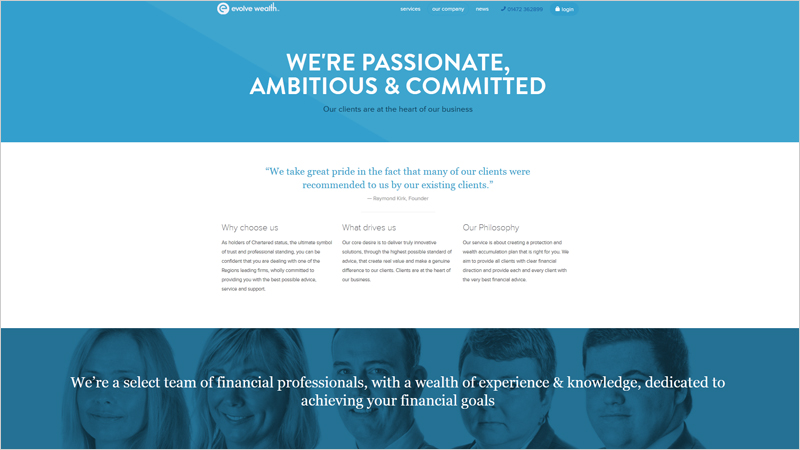 evolve wealth
services our company news 01472 362999 login
WE'RE PASSIONATE,
AMBITIOUS & COMMITTED
Our clients are at the heart of our business
“We take great pride in the fact that many of our clients were
recommended to us by our existing clients.”
— Raymond Kirk, Founder
Why choose us
As holders of Chartered status, the ultimate symbol
of trust and professional standing, you can be
confident that you are dealing with one of the
Regions leading firms, wholly committed to
providing you with the best possible advice,
service and support.
What drives us
Our core desire is to deliver truly innovative
solutions, through the highest possible standard of
advice, that create real value and make a genuine
difference to our clients. Clients are at the heart of
our business.
Our Philosophy
Our service is about creating a protection and
wealth accumulation plan that is right for you. We
aim to provide all clients with clear financial
direction and provide each and every client with
the very best financial advice.
We’re a select team of financial professionals, with a wealth of experience & knowledge, dedicated to
achieving your financial goals